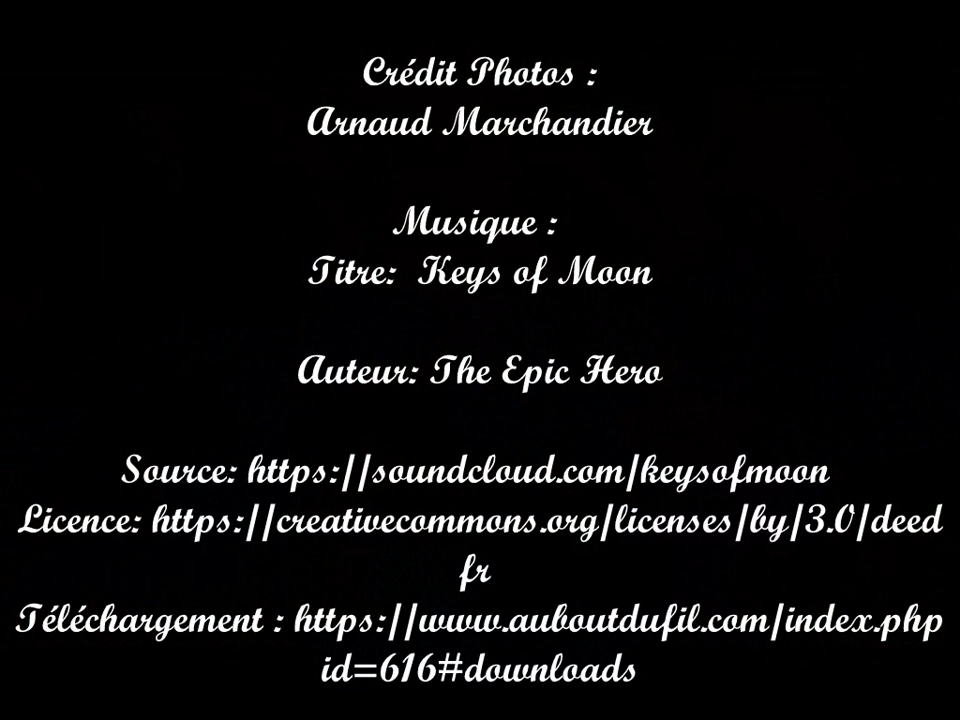 Crédit Photos :
Arnaud Marchandier
Musique :
Titre: Keys of Moon
Auteur: The Epic Hero
Source: https://soundcloud.com/keysofmoon
Licence: https://creativecommons.org/licenses/by/3.0/deed
fr
Téléchargement : https://www.auboutdufil.com/index.php
id=616#downloads